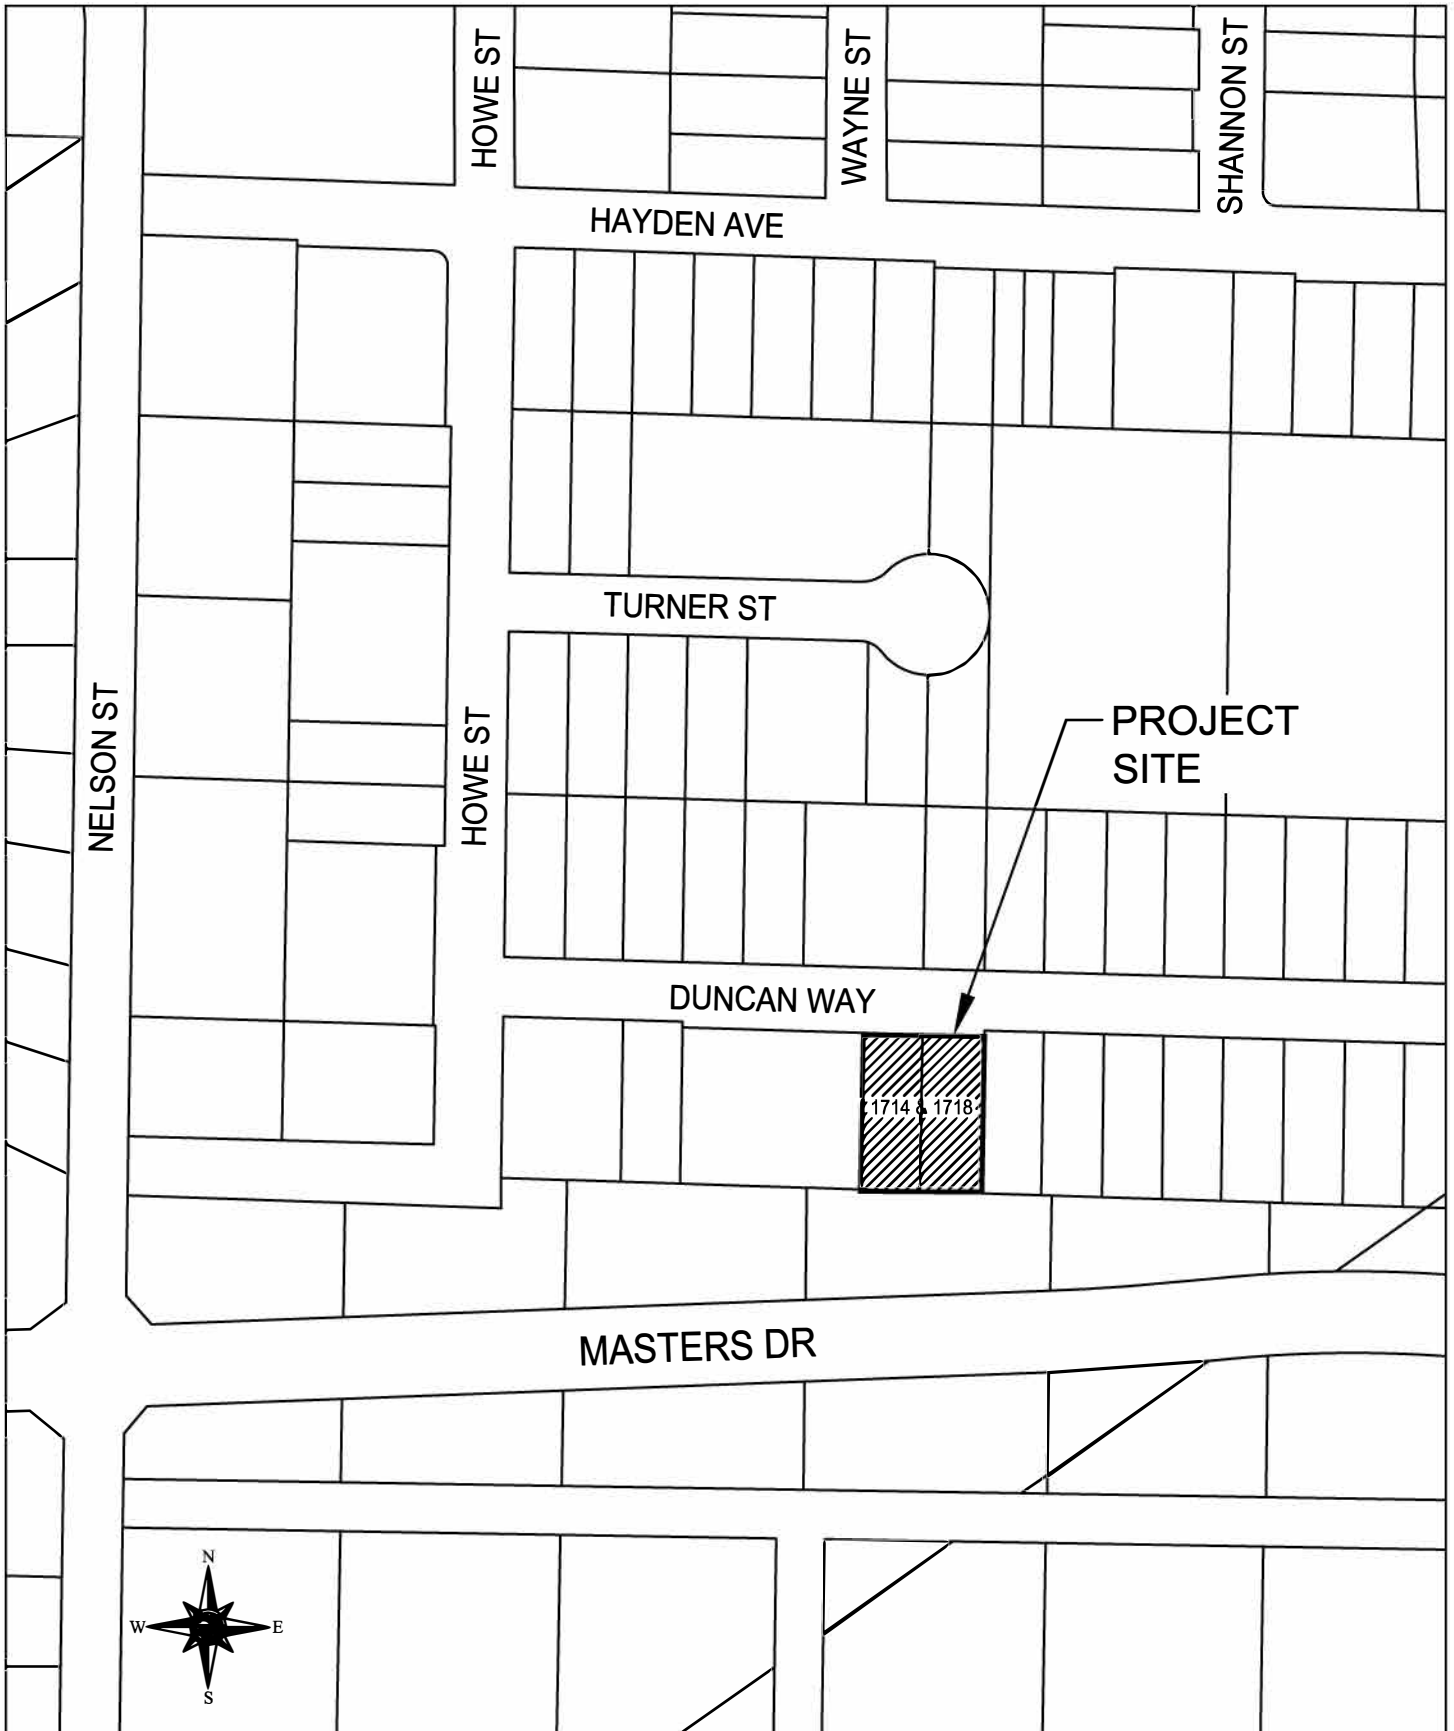 HOWE ST
WAYNE ST
SHANNON ST
HAYDEN AVE
TURNER ST
NELSON ST
HOWE ST
PROJECT
SITE
DUNCAN WAY
1714 & 1718
MASTERS DR
N
W E
S